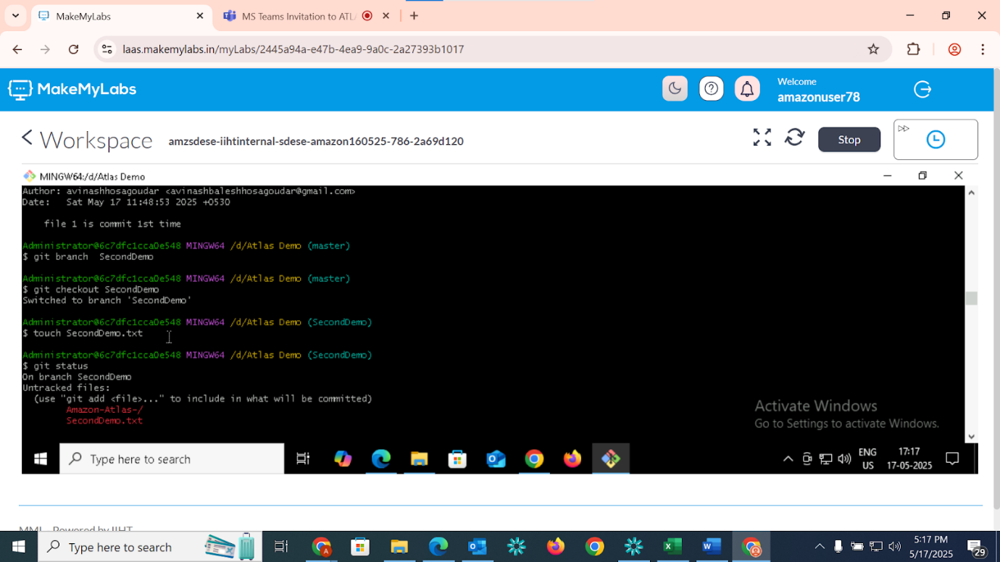 MakeMyLabs
MS Teams Invitation to ATLA
laas.makemylabs.in/myLabs/2445a94a-e47b-4ea9-9a0c-2a27393b1017
MakeMyLabs
Welcome
amazonuser78
Workspace
amzsdese-iihtinternal-sdese-amazon160525-786-2a69d120
Stop
MINGW64:/d/Atlas Demo
Author: avinashhosagoudar <avinashbaleshhosagoudar@gmail.com>
Date:   Sat May 17 11:48:53 2025 +0530
file 1 is commit 1st time
Administrator@6c7dfc1cca0e548 MINGW64 /d/Atlas Demo (master)
$ git branch  SecondDemo
Administrator@6c7dfc1cca0e548 MINGW64 /d/Atlas Demo (master)
$ git checkout SecondDemo
Switched to branch 'SecondDemo'
Administrator@6c7dfc1cca0e548 MINGW64 /d/Atlas Demo (SecondDemo)
$ touch SecondDemo.txt
Administrator@6c7dfc1cca0e548 MINGW64 /d/Atlas Demo (SecondDemo)
$ git status
On branch SecondDemo
Untracked files:
(use "git add <file>..." to include in what will be committed)
Amazon-Atlas-/
SecondDemo.txt
Activate Windows
Go to Settings to activate Windows.
Type here to search
ENG
US
17:17
17-05-2025
MML - Powered by IIHT
Type here to search
5:17 PM
5/17/2025
29